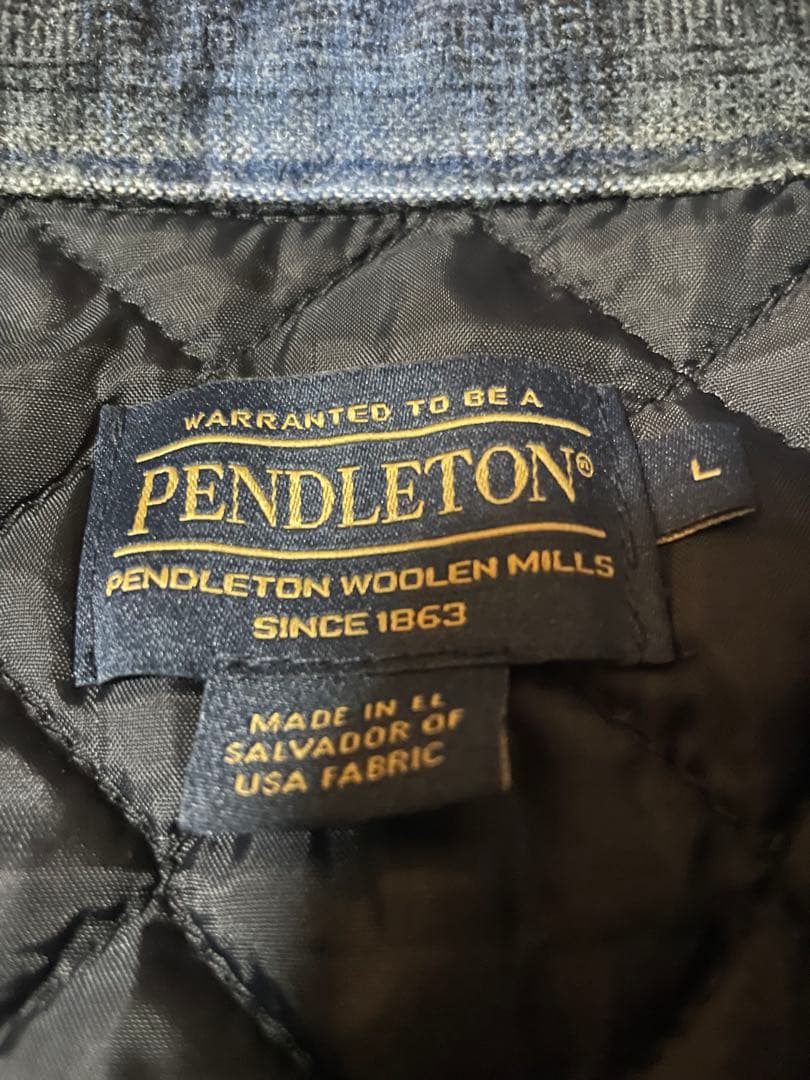 WARRANTED TO BE A
PENDLETON®
L
PENDLETON WOOLEN MILLS
SINCE 1863
MADE IN EL
SALVADOR OF
USA FABRIC